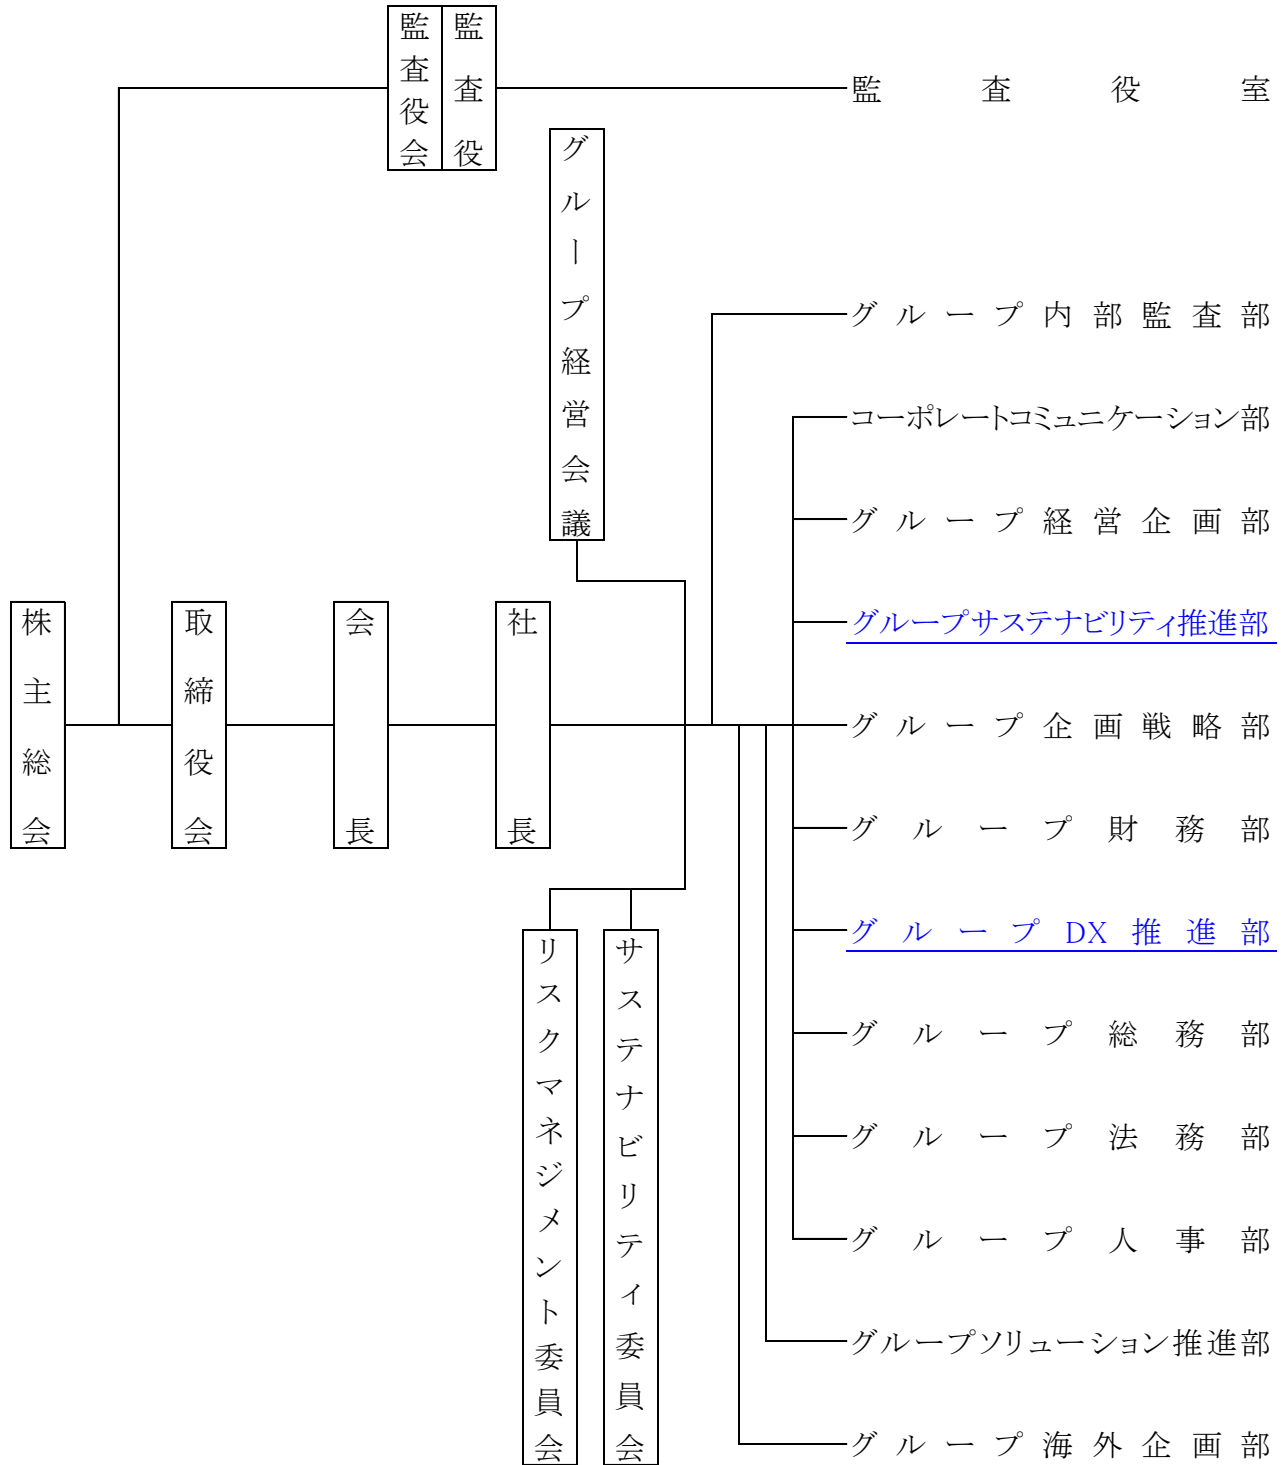 監査役会
監査役
監査役室
グループ経営会議
グループ内部監査部
コーポレートコミュニケーション部
グループ経営企画部
グループサステナビリティ推進部
株主総会
取締役会
会長
社長
グループ企画戦略部
グループ財務部
グループDX推進部
リスクマネジメント委員会
サステナビリティ委員会
グループ総務部
グループ法務部
グループ人事部
グループソリューション推進部
グループ海外企画部